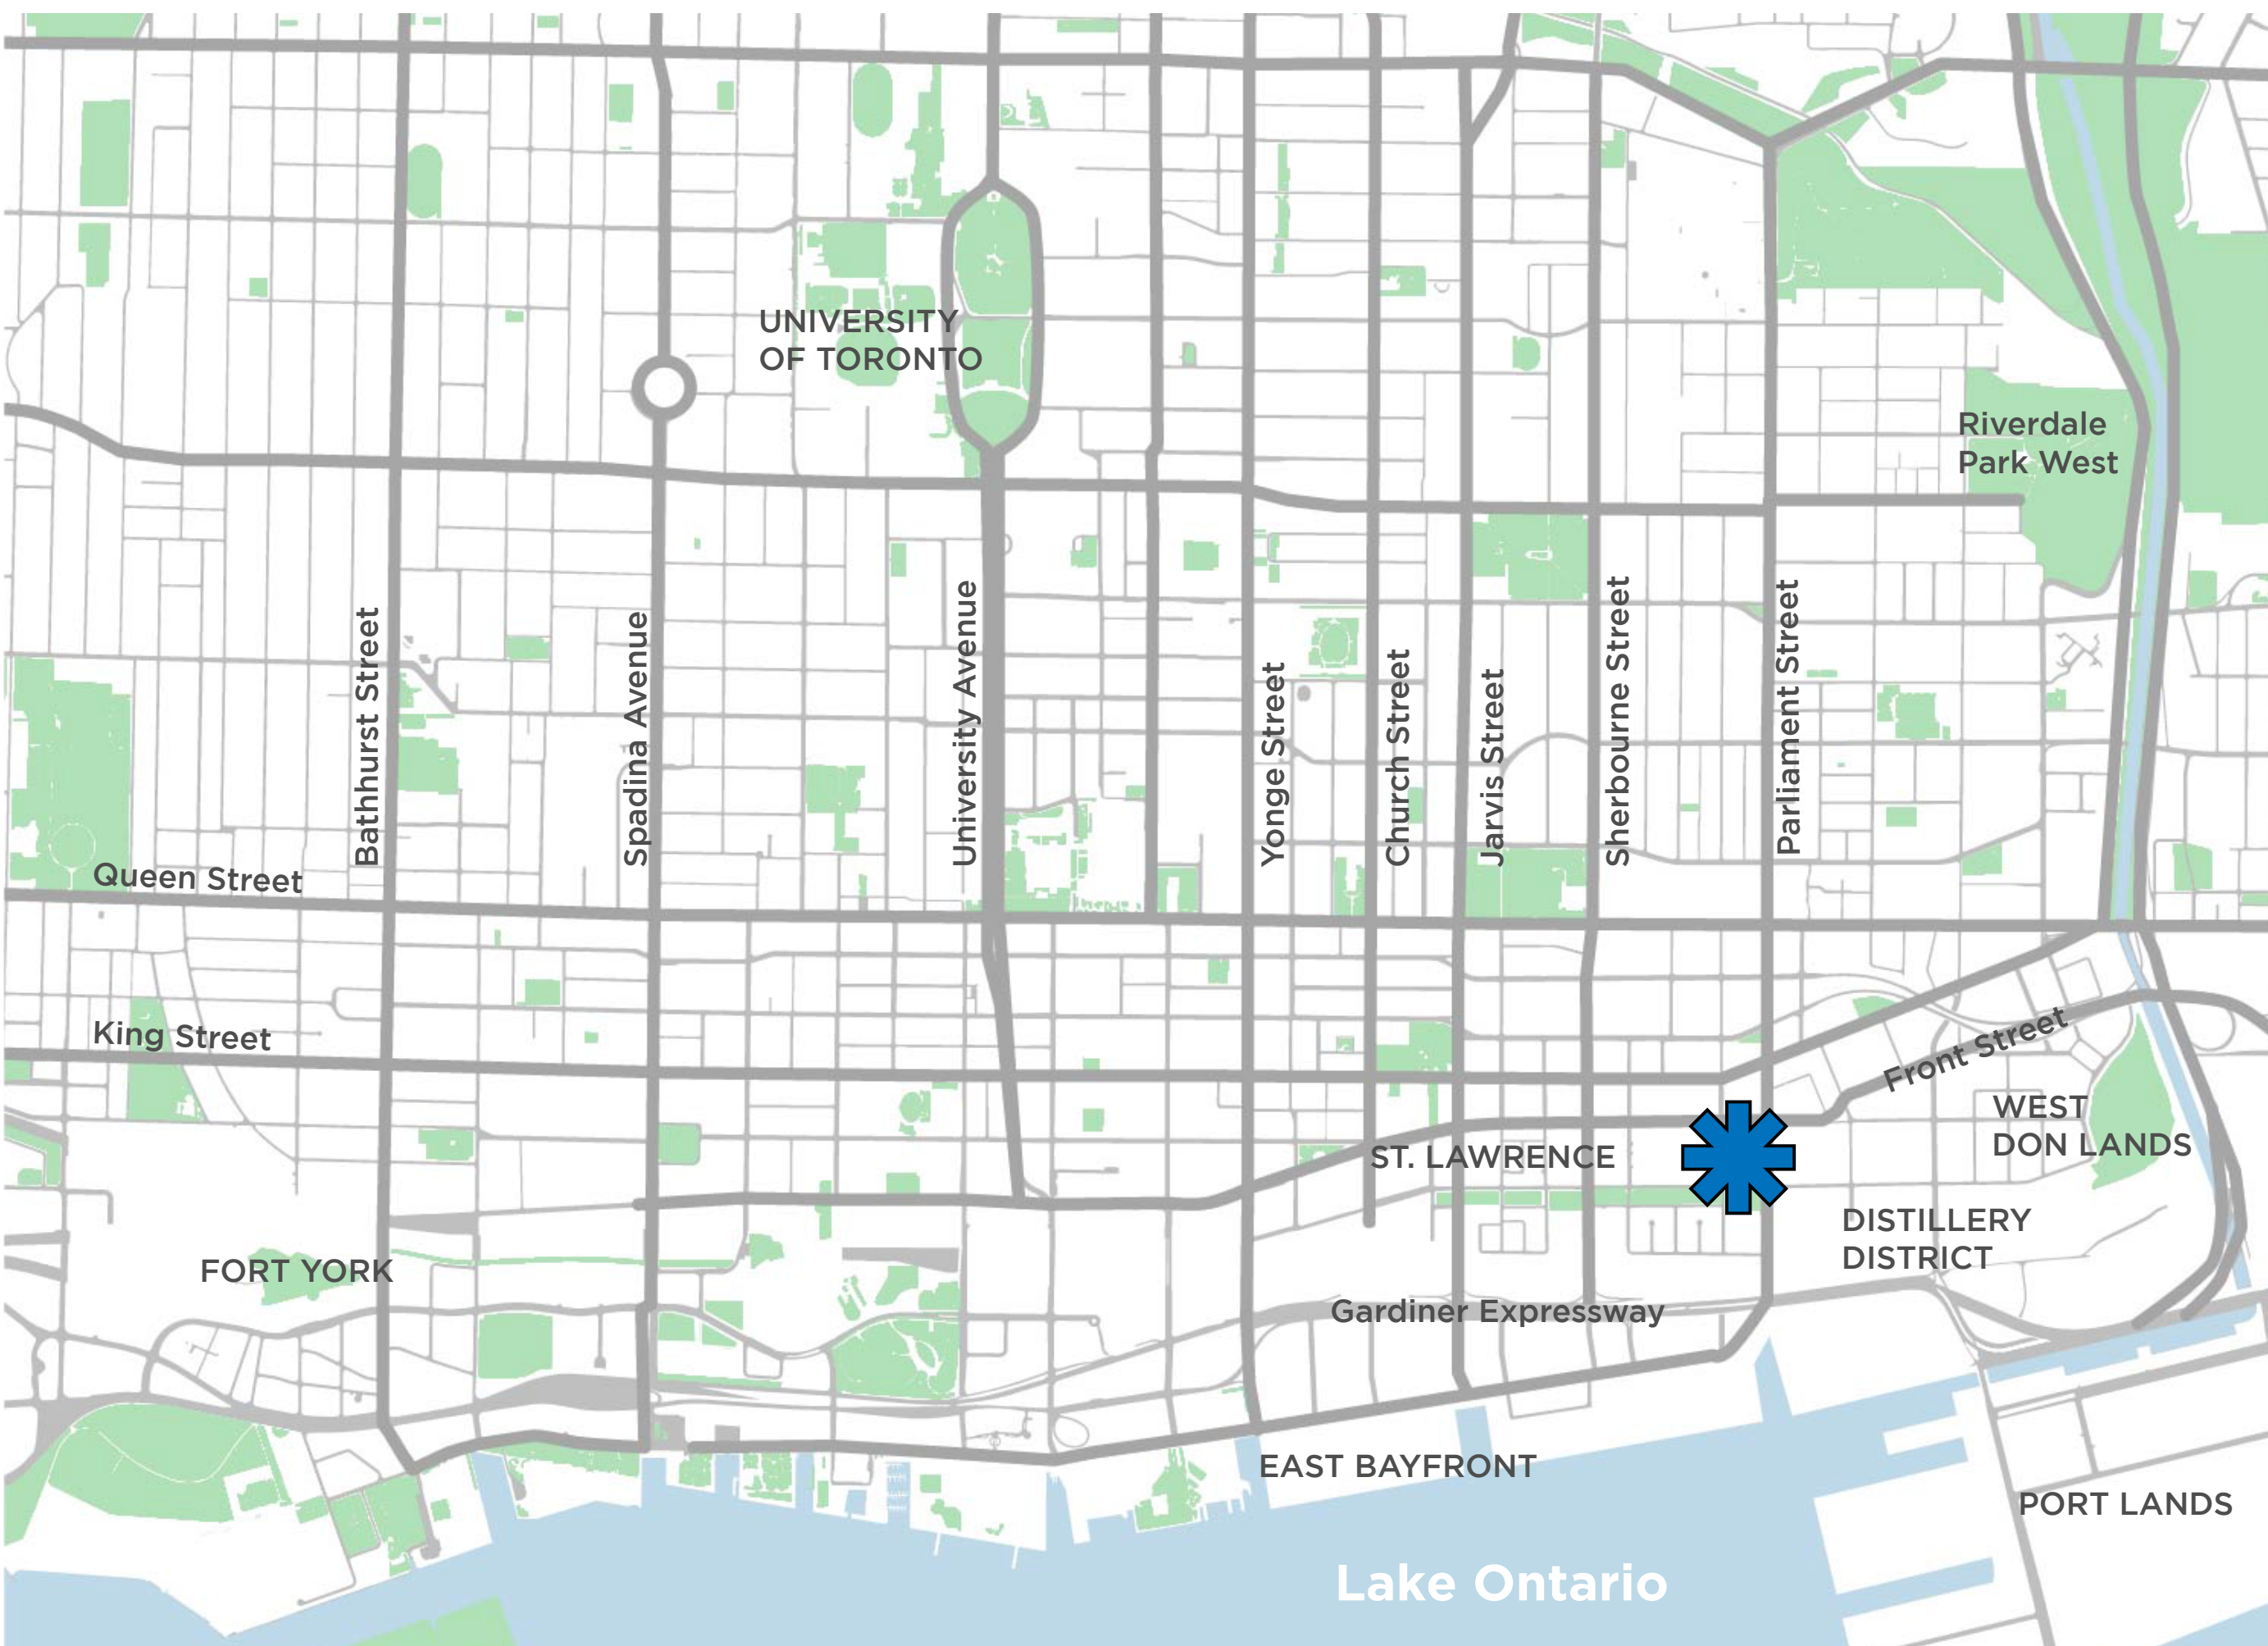 UNIVERSITY
OF TORONTO
Riverdale
Park West
Bathhurst Street
Spadina Avenue
University Avenue
Yonge Street
Church Street
Jarvis Street
Sherbourne Street
Parliament Street
Queen Street
King Street
Front Street
WEST
DON LANDS
ST. LAWRENCE
DISTILLERY
DISTRICT
FORT YORK
Gardiner Expressway
EAST BAYFRONT
PORT LANDS
Lake Ontario